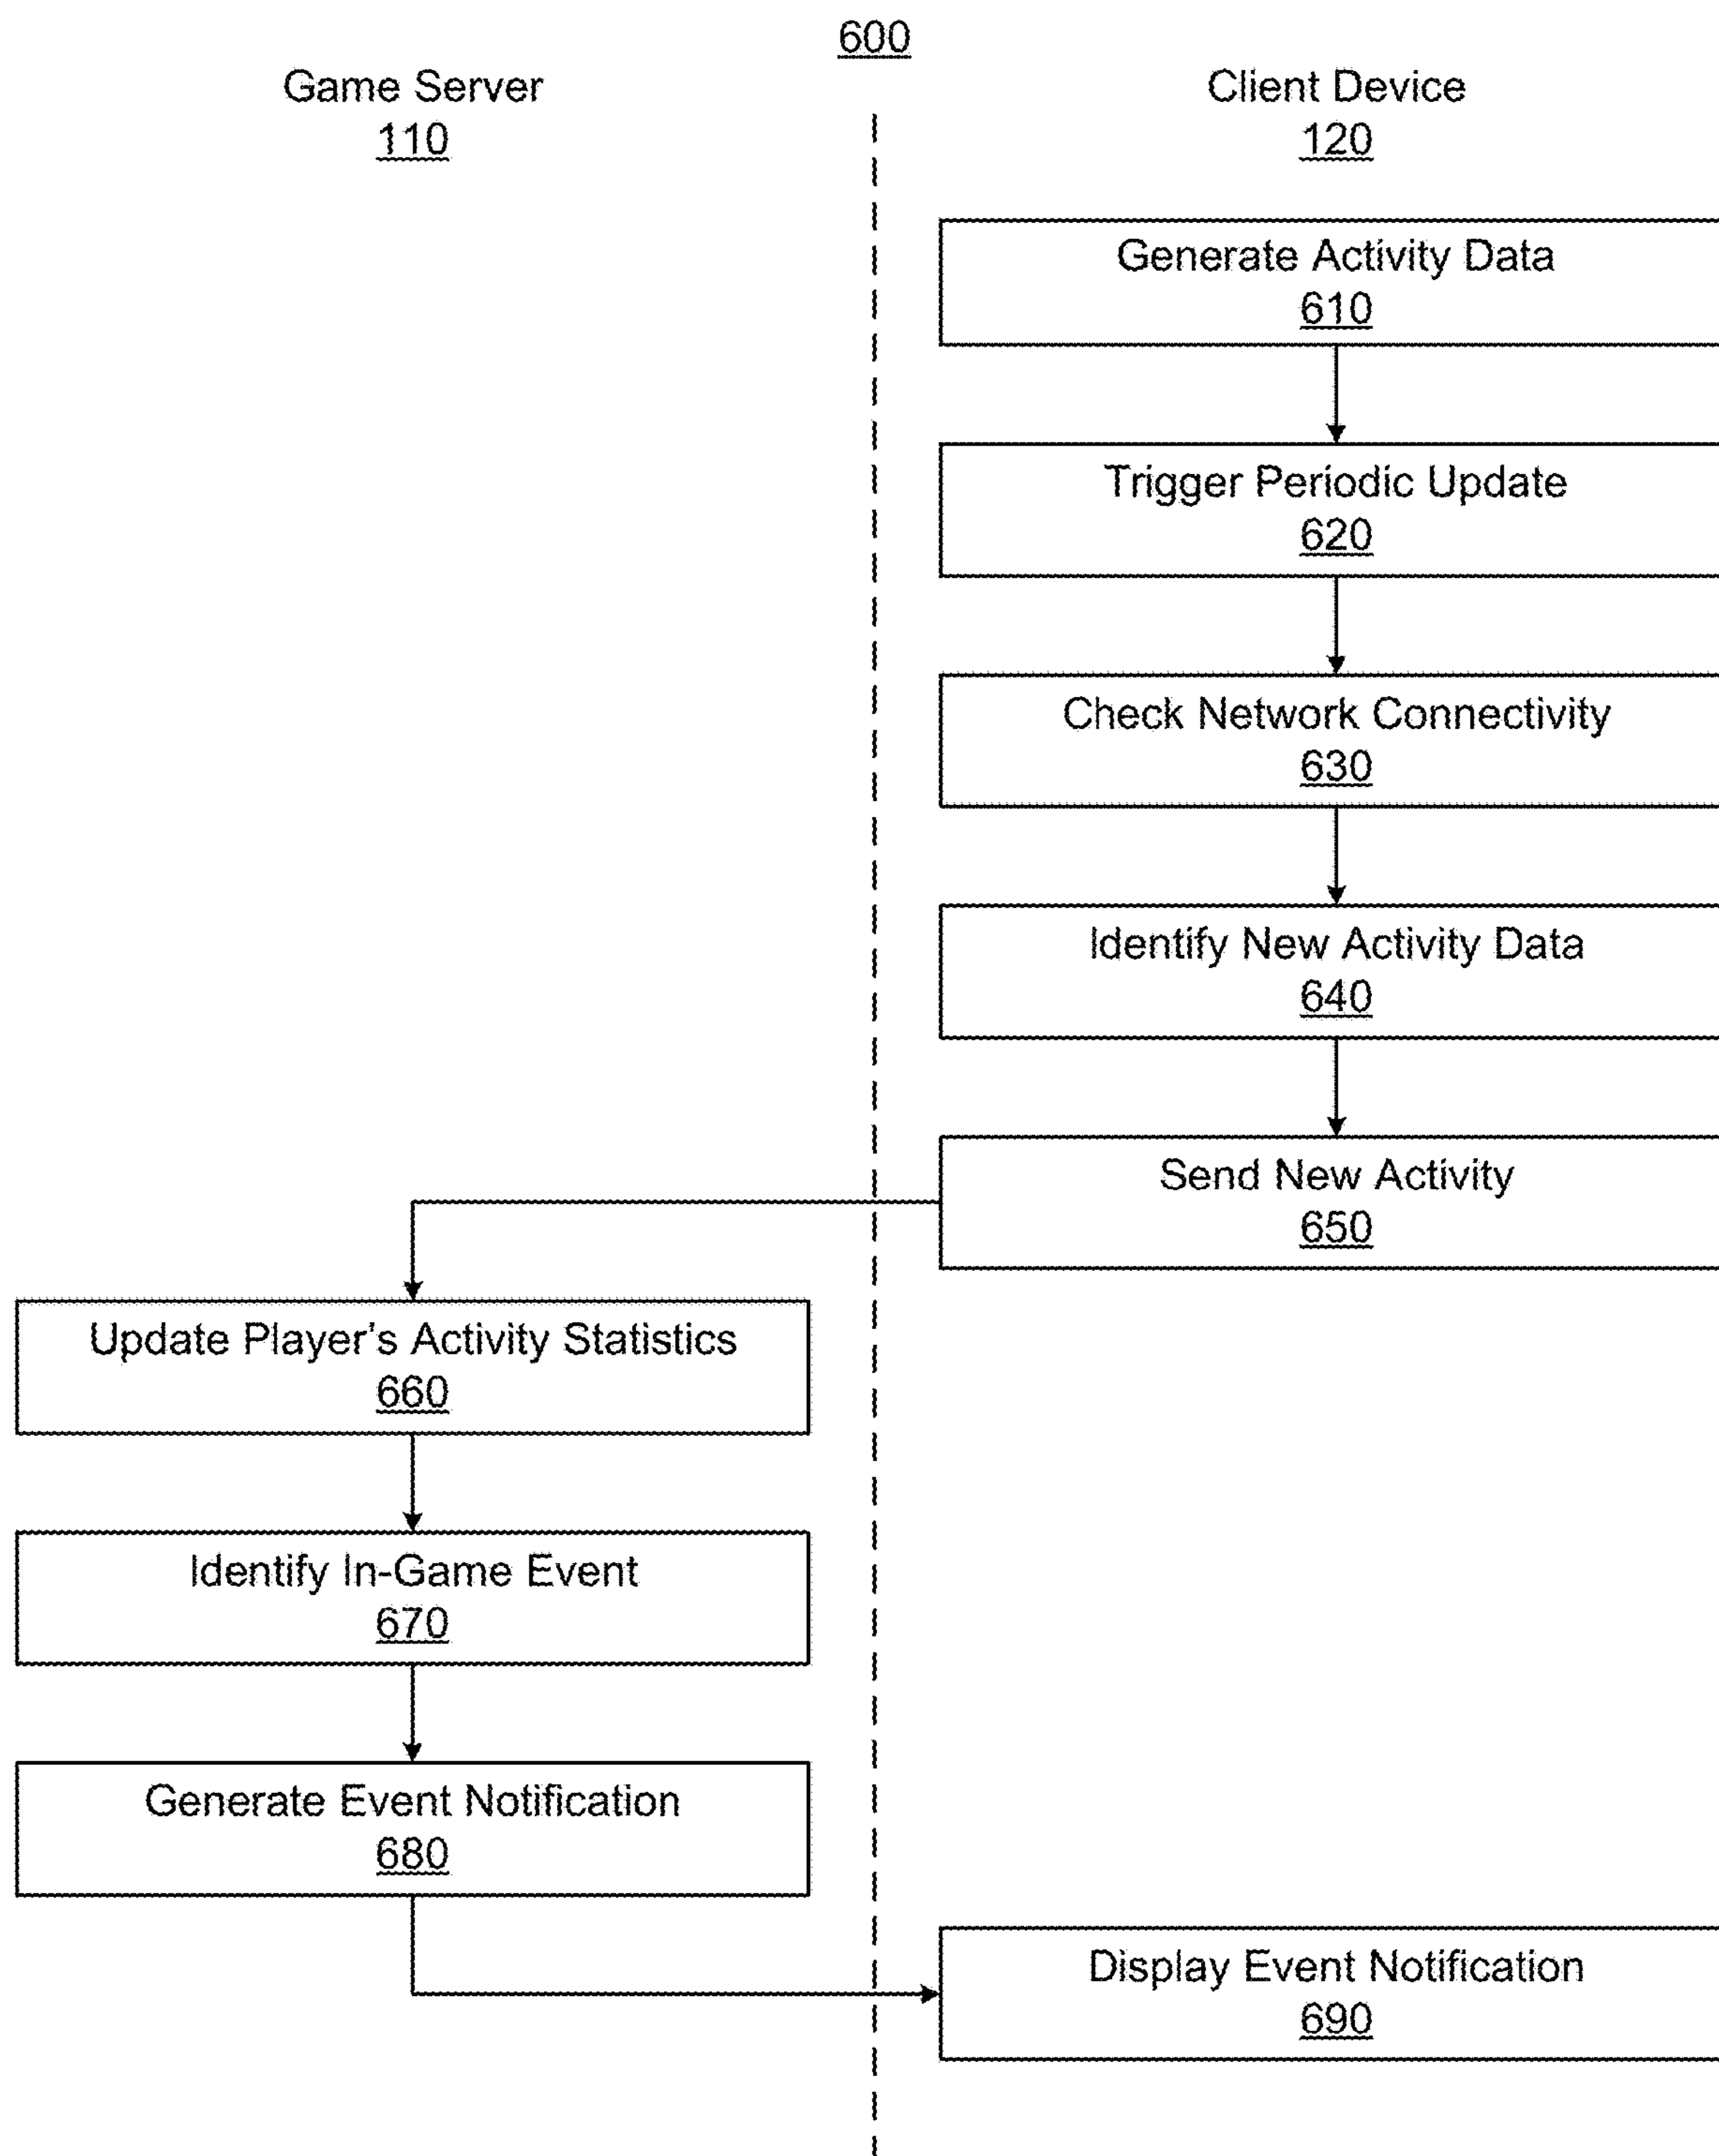 600
Game Server
110
Client Device
120
Generate Activity Data
610
Trigger Periodic Update
620
Check Network Connectivity
630
Identify New Activity Data
640
Send New Activity
650
Update Player’s Activity Statistics
660
Identify In-Game Event
670
Generate Event Notification
680
Display Event Notification
690